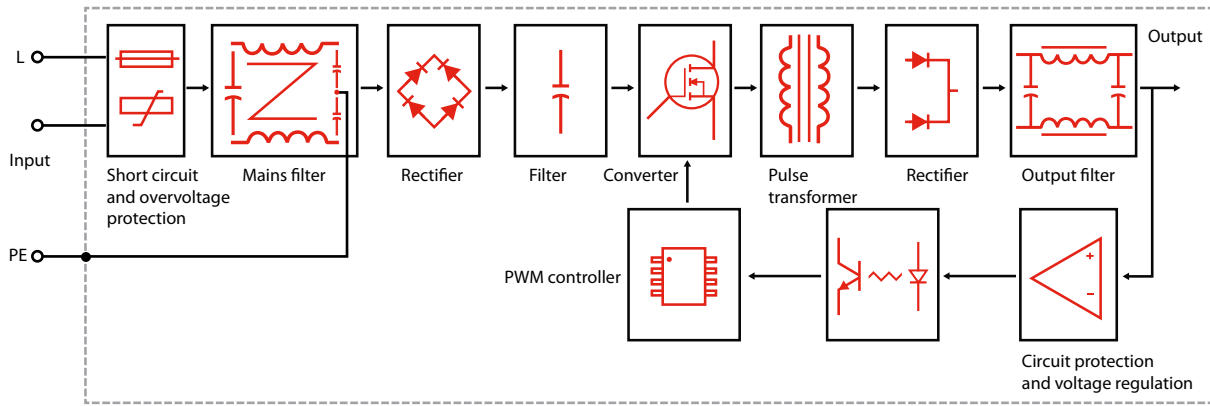 Output
L
Input
Short circuit
and overvoltage
protection
Mains filter
Rectifier
Filter
Converter
Pulse
transformer
Rectifier
Output filter
PE
PWM controller
+
−
Circuit protection
and voltage regulation